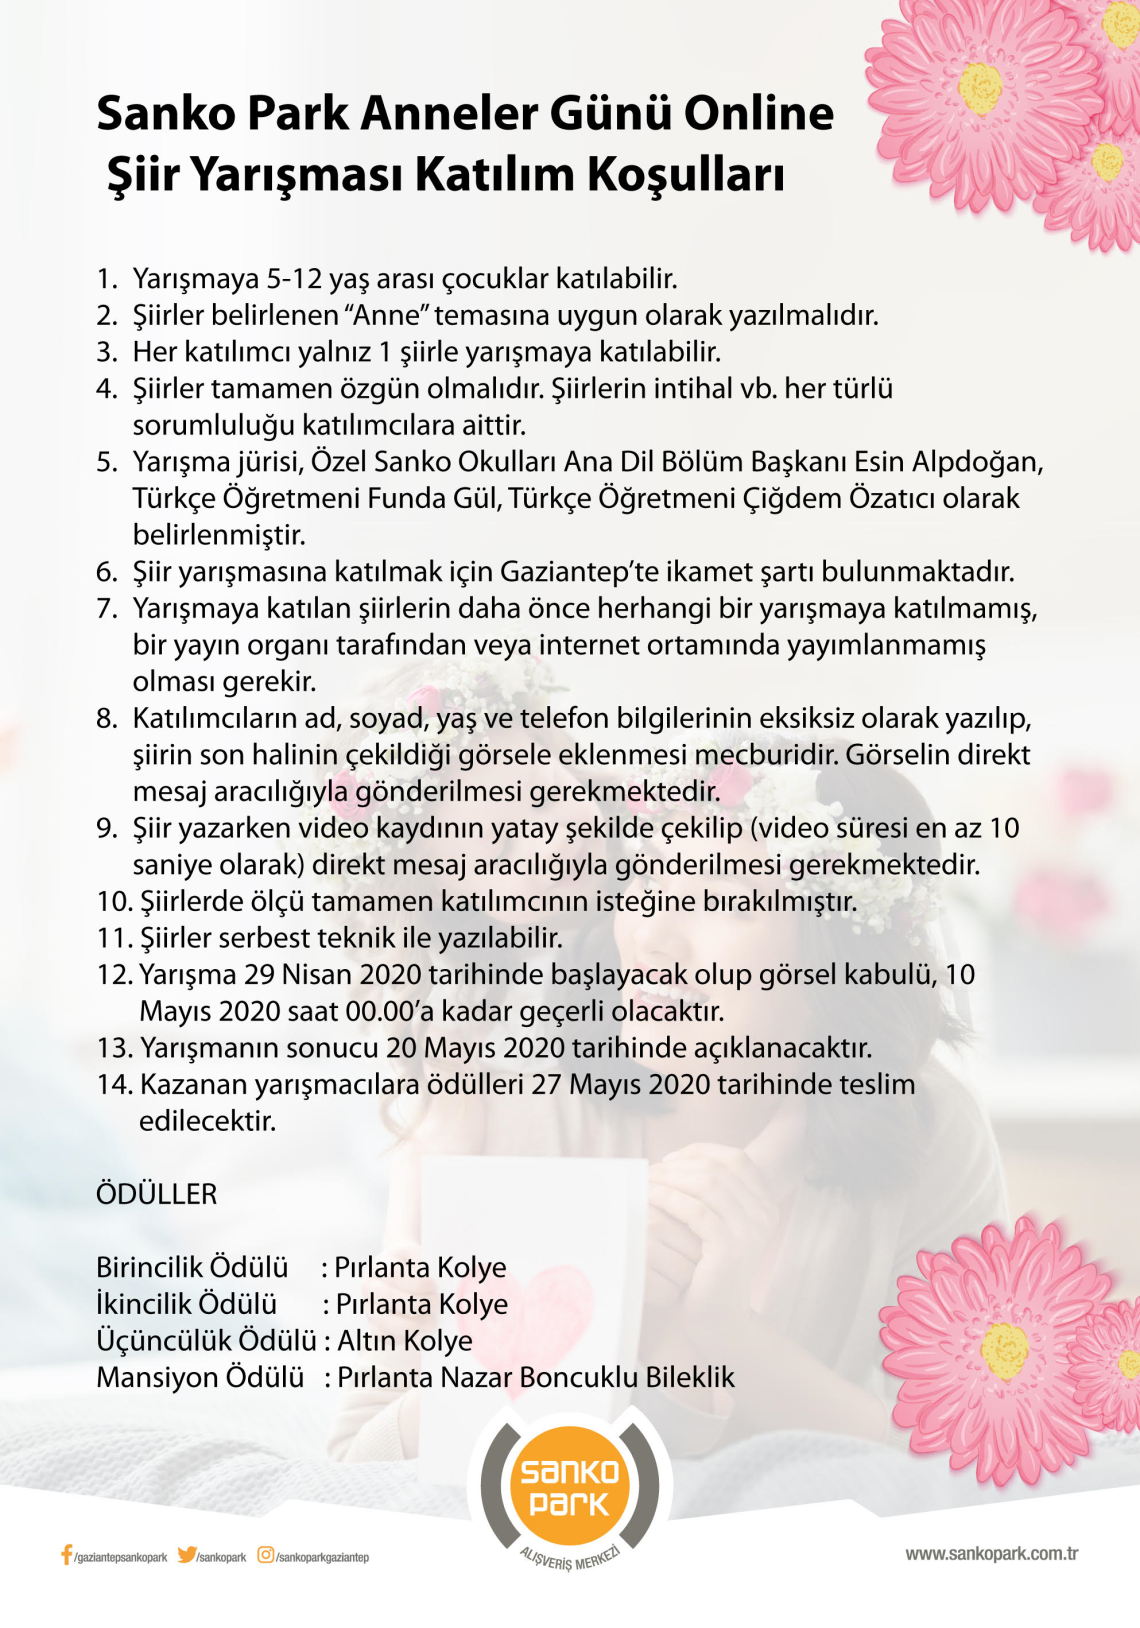 Sanko Park Anneler Günü Online
Şiir Yarışması Katılım Koşulları
1. Yarışmaya 5-12 yaş arası çocuklar katılabilir.
2. Şiirler belirlenen “Anne” temasına uygun olarak yazılmalıdır.
3. Her katılımcı yalnız 1 şiirle yarışmaya katılabilir.
4. Şiirler tamamen özgün olmalıdır. Şiirlerin intihal vb. her türlü
sorumluluğu katılımcılara aittir.
5. Yarışma jürisi, Özel Sanko Okulları Ana Dil Bölüm Başkanı Esin Alpdoğan,
Türkçe Öğretmeni Funda Gül, Türkçe Öğretmeni Çiğdem Özatıcı olarak
belirlenmiştir.
6. Şiir yarışmasına katılmak için Gaziantep’te ikamet şartı bulunmaktadır.
7. Yarışmaya katılan şiirlerin daha önce herhangi bir yarışmaya katılmamış,
bir yayın organı tarafından veya internet ortamında yayımlanmamış
olması gerekir.
8. Katılımcıların ad, soyad, yaş ve telefon bilgilerinin eksiksiz olarak yazılıp,
şiirin son halinin çekildiği görsele eklenmesi mecburidir. Görselin direkt
mesaj aracılığıyla gönderilmesi gerekmektedir.
9. Şiir yazarken video kaydının yatay şekilde çekilip (video süresi en az 10
saniye olarak) direkt mesaj aracılığıyla gönderilmesi gerekmektedir.
10. Şiirlerde ölçü tamamen katılımcının isteğine bırakılmıştır.
11. Şiirler serbest teknik ile yazılabilir.
12. Yarışma 29 Nisan 2020 tarihinde başlayacak olup görsel kabulü, 10
Mayıs 2020 saat 00.00’a kadar geçerli olacaktır.
13. Yarışmanın sonucu 20 Mayıs 2020 tarihinde açıklanacaktır.
14. Kazanan yarışmacılara ödülleri 27 Mayıs 2020 tarihinde teslim
edilecektir.
ÖDÜLLER
Birincilik Ödülü : Pırlanta Kolye
İkincilik Ödülü : Pırlanta Kolye
Üçüncülük Ödülü : Altın Kolye
Mansiyon Ödülü : Pırlanta Nazar Boncuklu Bileklik
sanko
park
ALIŞVERİŞ MERKEZİ
/gaziantepsankopark /sankopark /sankoparkgaziantep
www.sankopark.com.tr